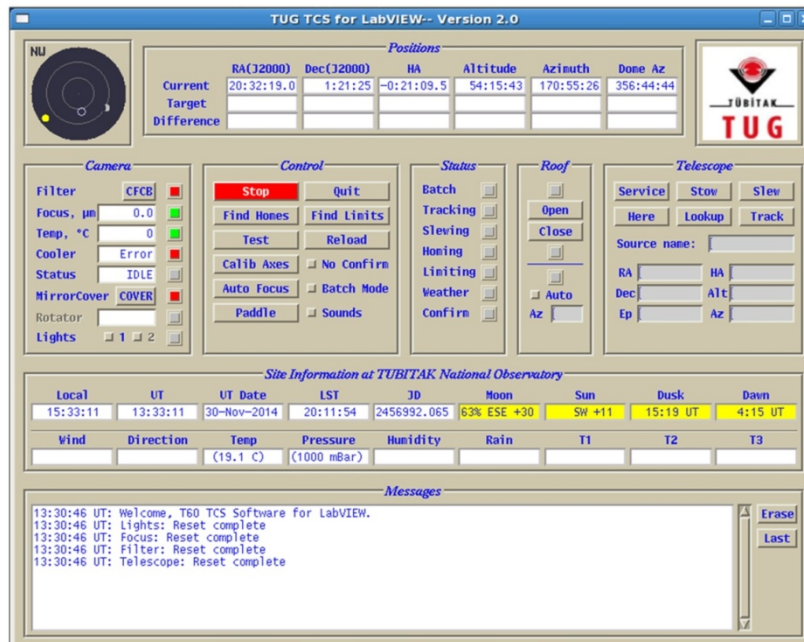 TUG TCS for LabVIEW-- Version 2.0
NW
Positions
RA(J2000) Dec(J2000) HA Altitude Azimuth Dome Az
Current 20:32:19.0 1:21:25 -0:21:09.5 54:15:43 170:55:26 356:44:44
Target
Difference
TÜBİTAK
TUG
Camera
Filter CFCB
Focus, µm 0.0
Temp, °C 0
Cooler Error
Status IDLE
MirrorCover COVER
Rotator
Lights 1 2
Control
Stop Quit
Find Homes Find Limits
Test Reload
Calib Axes No Confirm
Auto Focus Batch Mode
Paddle Sounds
Status
Batch
Tracking
Slewing
Homing
Limiting
Weather
Confirm
Roof
Open
Close
Auto
Az
Telescope
Service Stow Slew
Here Lookup Track
Source name:
RA HA
Dec Alt
Ep Az
Site Information at TUBITAK National Observatory
Local UT UT Date LST JD Moon Sun Dusk Dawn
15:33:11 13:33:11 30-Nov-2014 20:11:54 2456992.065 63% ESE +30 SW +11 15:19 UT 4:15 UT
Wind Direction Temp Pressure Humidity Rain T1 T2 T3
(19.1 C) (1000 mBar)
Messages
13:30:46 UT: Welcome, T60 TCS Software for LabVIEW.
13:30:46 UT: Lights: Reset complete
13:30:46 UT: Focus: Reset complete
13:30:46 UT: Filter: Reset complete
13:30:46 UT: Telescope: Reset complete
Erase
Last